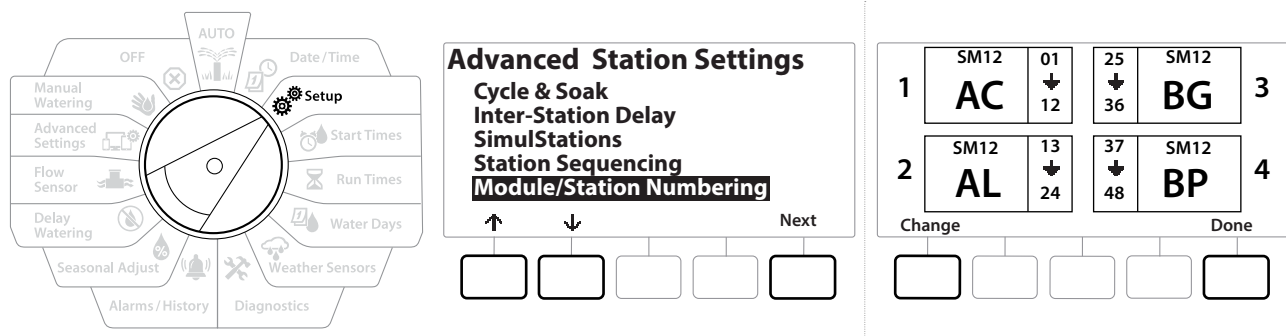 AUTO
Date/Time
Setup
Start Times
Run Times
Water Days
Weather Sensors
Diagnostics
Alarms/History
Seasonal Adjust
%
Delay
Watering
Flow
Sensor
Advanced
Settings
Manual
Watering
OFF
Advanced Station Settings
Cycle & Soak
Inter-Station Delay
SimulStations
Station Sequencing
Module/Station Numbering
Next
1
SM12
AC
01
12
25
36
SM12
BG
3
2
SM12
AL
13
24
37
48
SM12
BP
4
Change
Done